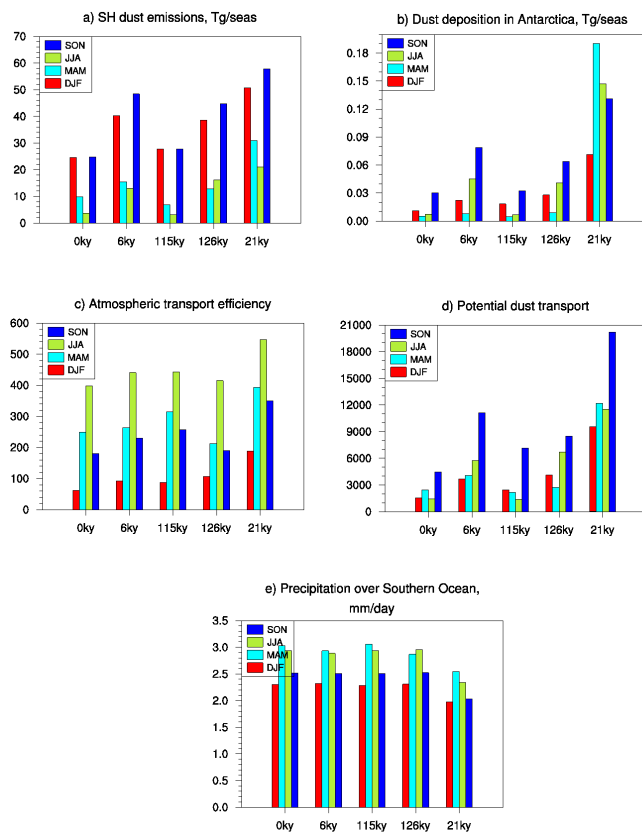 a) SH dust emissions, Tg/seas
70
60
50
40
30
20
10
0
SON
JJA
MAM
DJF
0ky 6ky 115ky 126ky 21ky
b) Dust deposition in Antarctica, Tg/seas
0.18
0.15
0.12
0.09
0.06
0.03
0.00
SON
JJA
MAM
DJF
0ky 6ky 115ky 126ky 21ky
c) Atmospheric transport efficiency
600
500
400
300
200
100
0
SON
JJA
MAM
DJF
0ky 6ky 115ky 126ky 21ky
d) Potential dust transport
21000
18000
15000
12000
9000
6000
3000
0
SON
JJA
MAM
DJF
0ky 6ky 115ky 126ky 21ky
e) Precipitation over Southern Ocean,
mm/day
3.5
3.0
2.5
2.0
1.5
1.0
0.5
0.0
SON
JJA
MAM
DJF
0ky 6ky 115ky 126ky 21ky